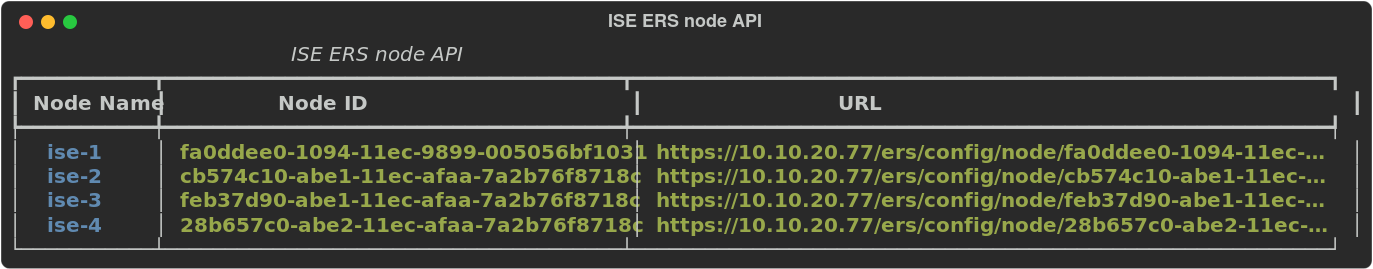 ISE ERS node API
ISE ERS node API
Node Name Node ID URL
ise-1 fa0ddee0-1094-11ec-9899-005056bf1031 https://10.10.20.77/ers/config/node/fa0ddee0-1094-11ec-…
ise-2 cb574c10-abe1-11ec-afaa-7a2b76f8718c https://10.10.20.77/ers/config/node/cb574c10-abe1-11ec-…
ise-3 feb37d90-abe1-11ec-afaa-7a2b76f8718c https://10.10.20.77/ers/config/node/feb37d90-abe1-11ec-…
ise-4 28b657c0-abe2-11ec-afaa-7a2b76f8718c https://10.10.20.77/ers/config/node/28b657c0-abe2-11ec-…